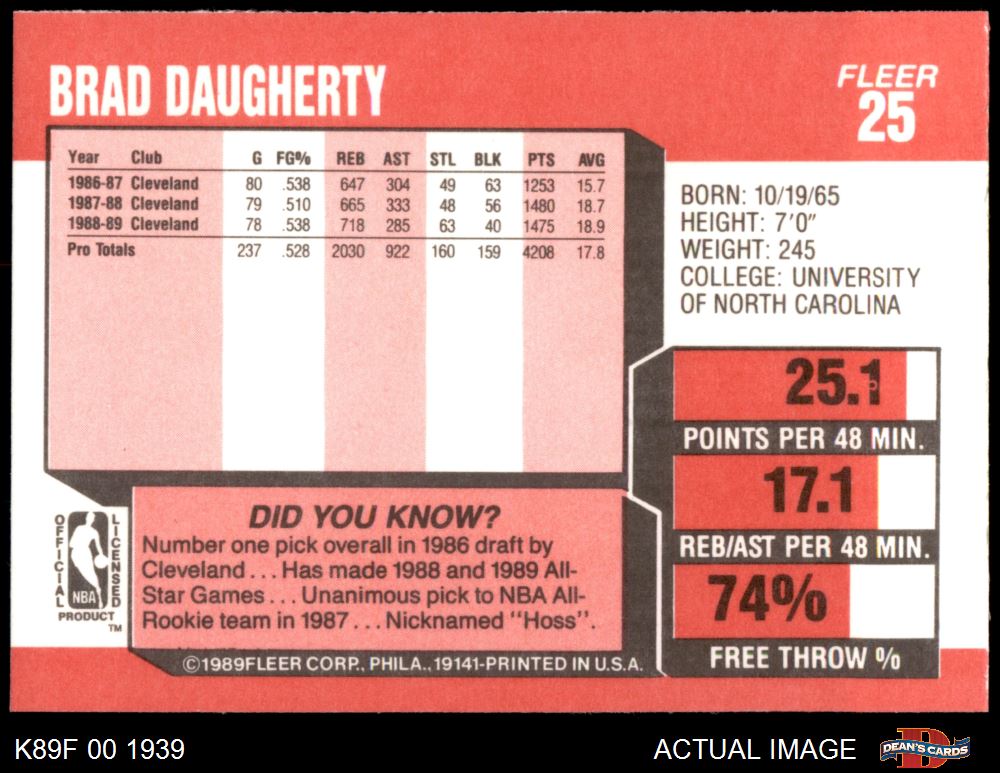 BRAD DAUGHERTY
FLEER
25
Year Club G FG% REB AST STL BLK PTS AVG
1986-87 Cleveland 80 .538 647 304 49 63 1253 15.7
1987-88 Cleveland 79 .510 665 333 48 56 1480 18.7
1988-89 Cleveland 78 .538 718 285 63 40 1475 18.9
Pro Totals 237 .528 2030 922 160 159 4208 17.8
BORN: 10/19/65
HEIGHT: 7'0"
WEIGHT: 245
COLLEGE: UNIVERSITY
OF NORTH CAROLINA
25.1
POINTS PER 48 MIN.
17.1
REB/AST PER 48 MIN.
74%
FREE THROW %
DID YOU KNOW?
Number one pick overall in 1986 draft by
Cleveland . . . Has made 1988 and 1989 All-
Star Games . . . Unanimous pick to NBA All-
Rookie team in 1987 . . . Nicknamed "Hoss".
OFFICIAL
NBA
LICENSED
PRODUCT
TM
©1989FLEER CORP., PHILA., 19141-PRINTED IN U.S.A.
K89F 00 1939
ACTUAL IMAGE
D
DEAN'S CARDS